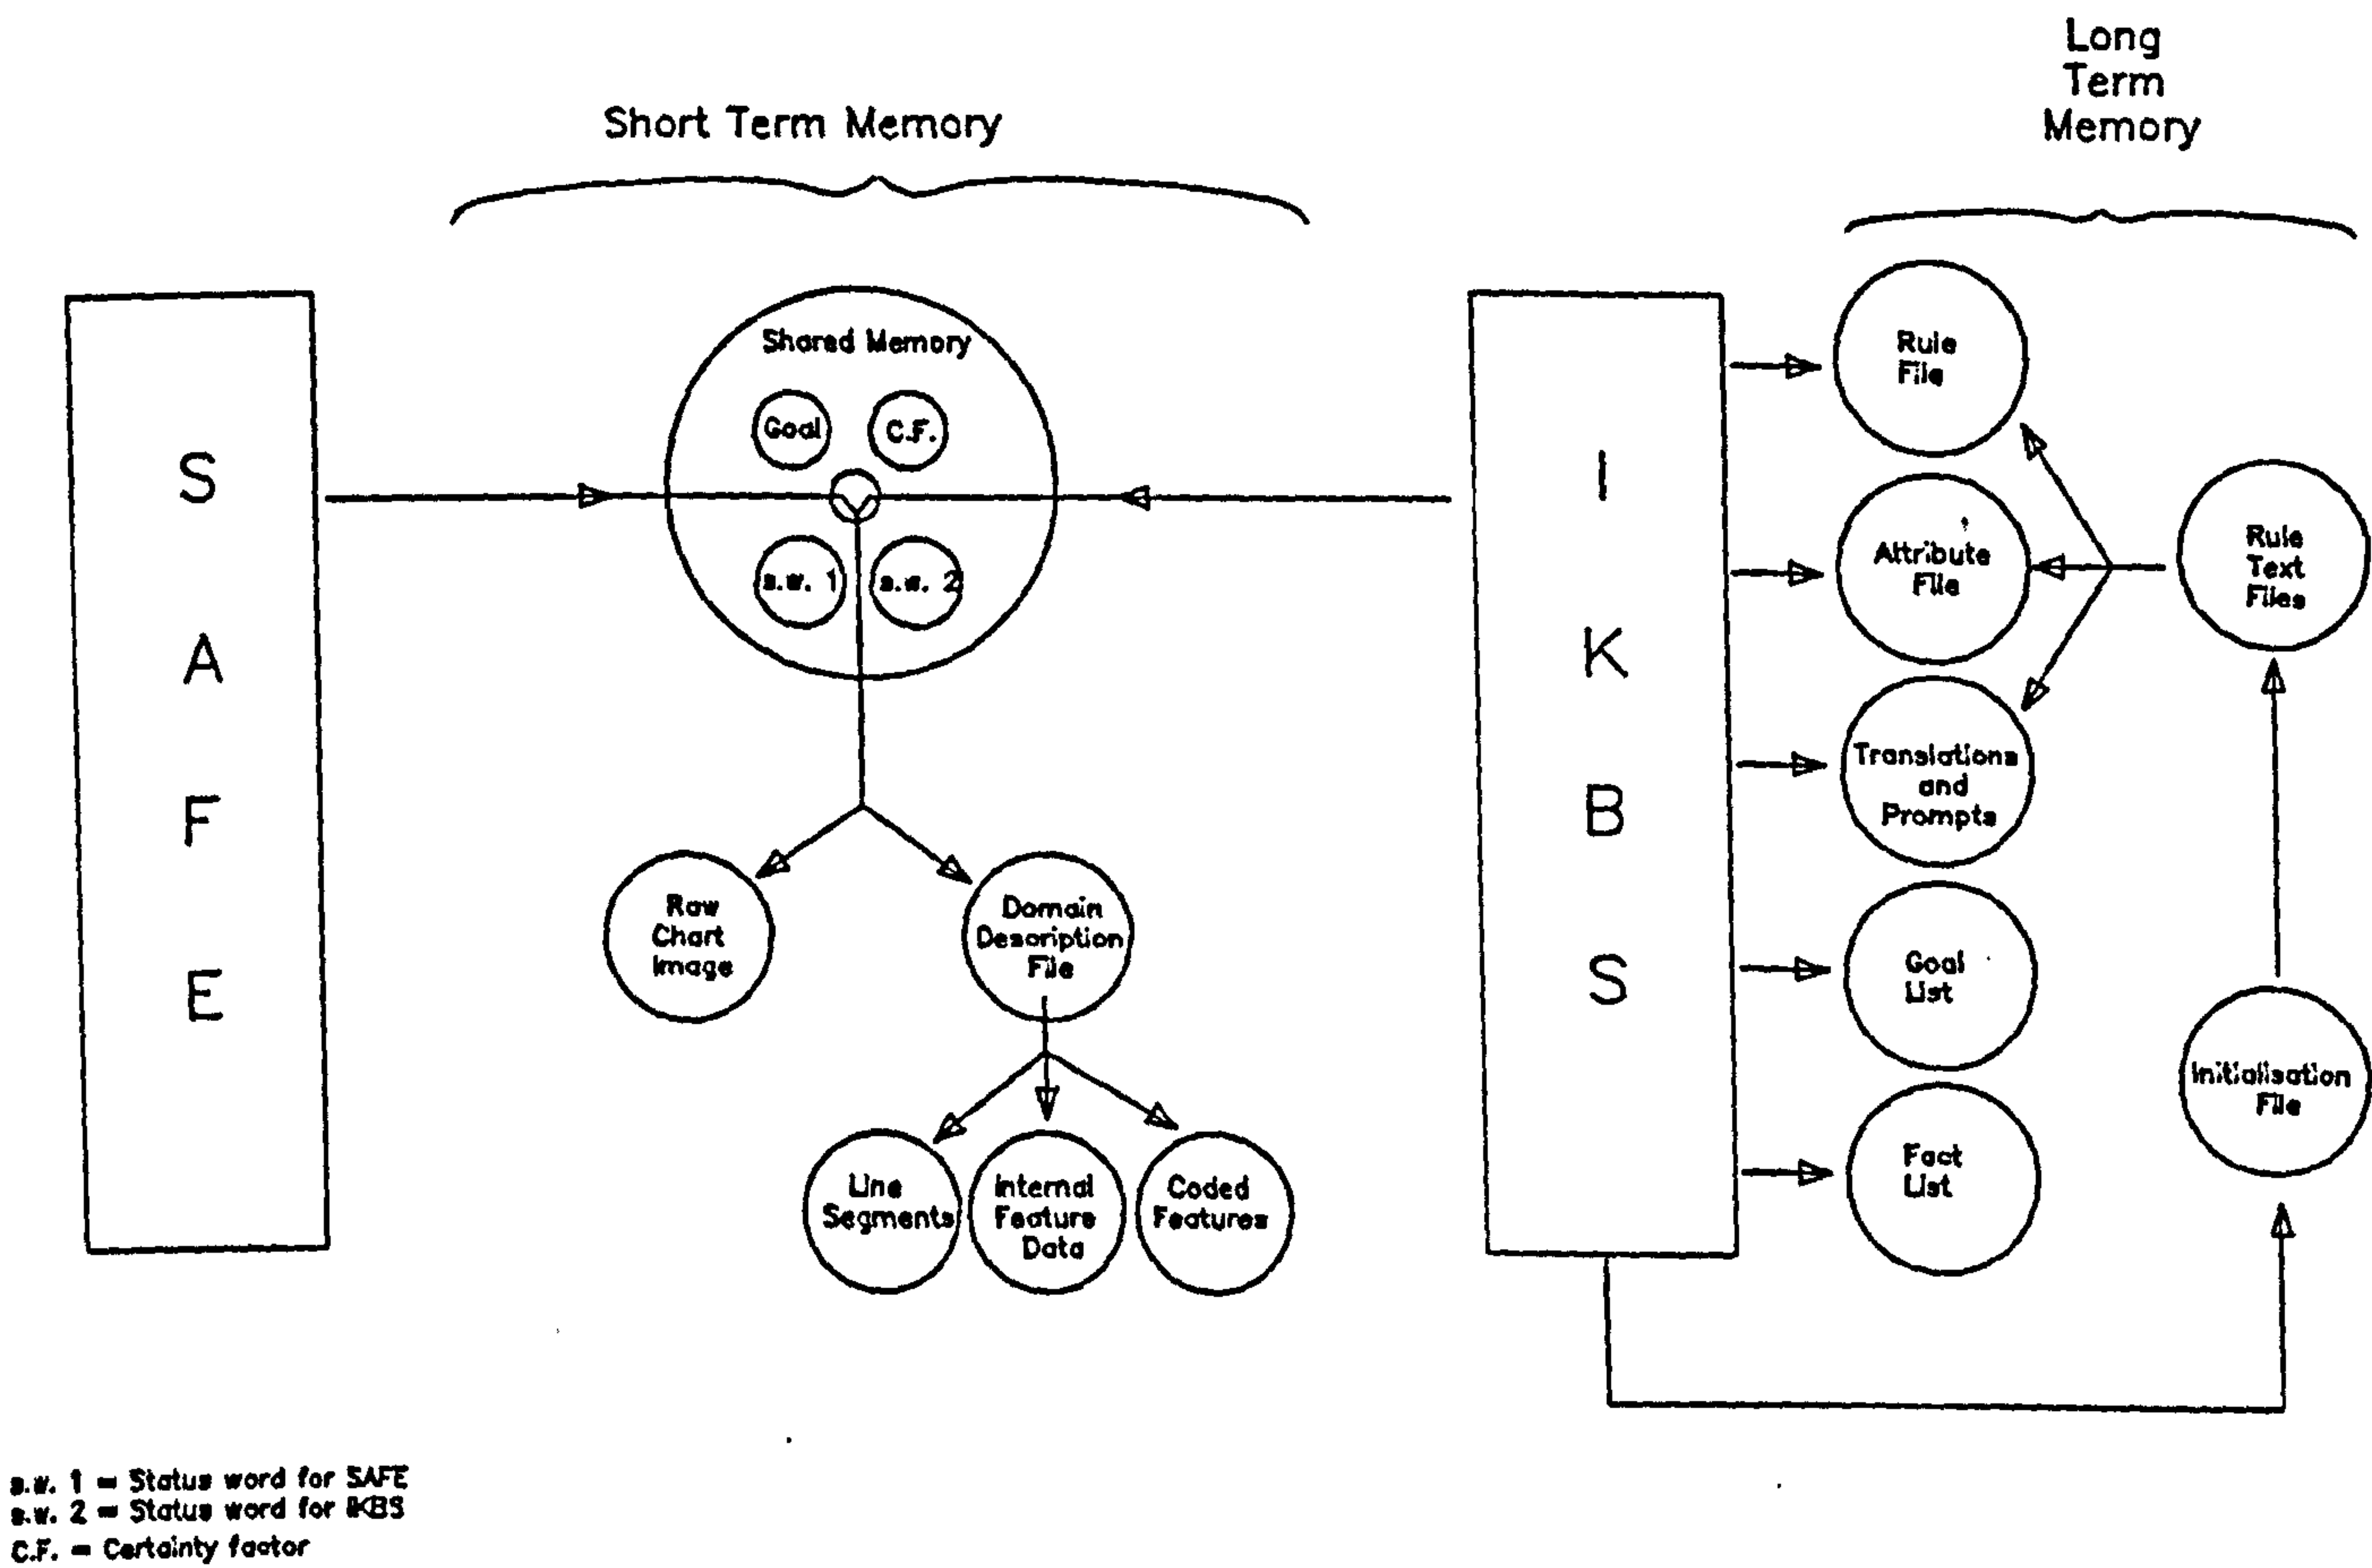 Long
Term
Memory
Short Term Memory
Shared Memory
Goal
C.F.
s.w. 1
s.w. 2
S
A
F
E
I
K
B
S
Rule
File
Attribute
File
Rule
Text
Files
Translations
and
Prompts
Raw
Chart
Image
Domain
Description
File
Goal
List
Initialisation
File
Line
Segments
Internal
Feature
Data
Coded
Features
Fact
List
s.w. 1 = Status word for SAFE
s.w. 2 = Status word for IKBS
C.F. = Certainty factor